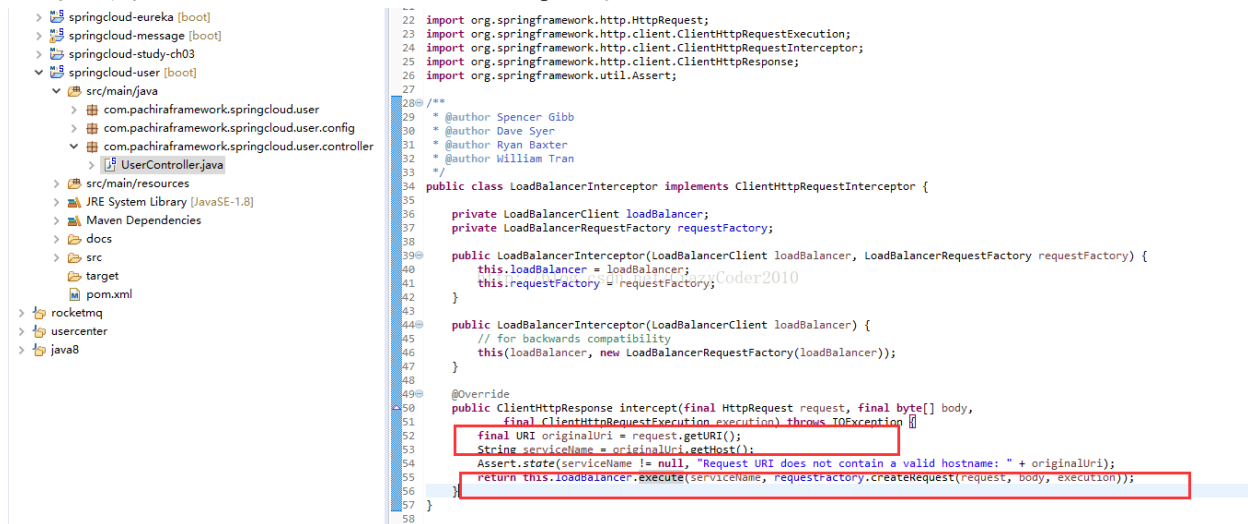 springcloud-eureka [boot]
springcloud-message [boot]
springcloud-study-ch03
springcloud-user [boot]
src/main/java
com.pachiraframework.springcloud.user
com.pachiraframework.springcloud.user.config
com.pachiraframework.springcloud.user.controller
UserController.java
src/main/resources
JRE System Library [JavaSE-1.8]
Maven Dependencies
docs
src
target
pom.xml
rocketmq
usercenter
java8
22 import org.springframework.http.HttpRequest;
23 import org.springframework.http.client.ClientHttpRequestExecution;
24 import org.springframework.http.client.ClientHttpRequestInterceptor;
25 import org.springframework.http.client.ClientHttpResponse;
26 import org.springframework.util.Assert;
27
28 /**
29 * @author Spencer Gibb
30 * @author Dave Syer
31 * @author Ryan Baxter
32 * @author William Tran
33 */
34 public class LoadBalancerInterceptor implements ClientHttpRequestInterceptor {
35
36 private LoadBalancerClient loadBalancer;
37 private LoadBalancerRequestFactory requestFactory;
38
39 public LoadBalancerInterceptor(LoadBalancerClient loadBalancer, LoadBalancerRequestFactory requestFactory) {
40 this.loadBalancer = loadBalancer;
41 this.requestFactory = requestFactory;
42 }
43
44 public LoadBalancerInterceptor(LoadBalancerClient loadBalancer) {
45 // for backwards compatibility
46 this(loadBalancer, new LoadBalancerRequestFactory(loadBalancer));
47 }
48
49 @Override
50 public ClientHttpResponse intercept(final HttpRequest request, final byte[] body,
51 final ClientHttpRequestExecution execution) throws IOException {
52 final URI originalUri = request.getURI();
53 String serviceName = originalUri.getHost();
54 Assert.state(serviceName != null, "Request URI does not contain a valid hostname: " + originalUri);
55 return this.loadBalancer.execute(serviceName, requestFactory.createRequest(request, body, execution));
56 }
57 }
58